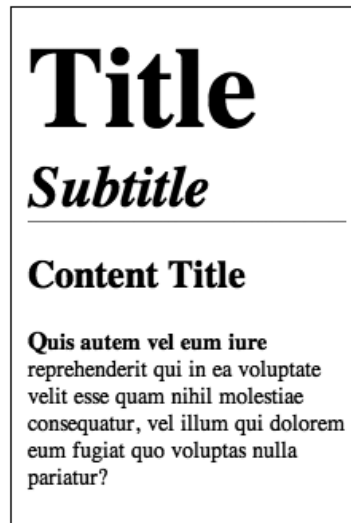 Title
Subtitle
Content Title
Quis autem vel eum iure
reprehenderit qui in ea voluptate
velit esse quam nihil molestiae
consequatur, vel illum qui dolorem
eum fugiat quo voluptas nulla
pariatur?